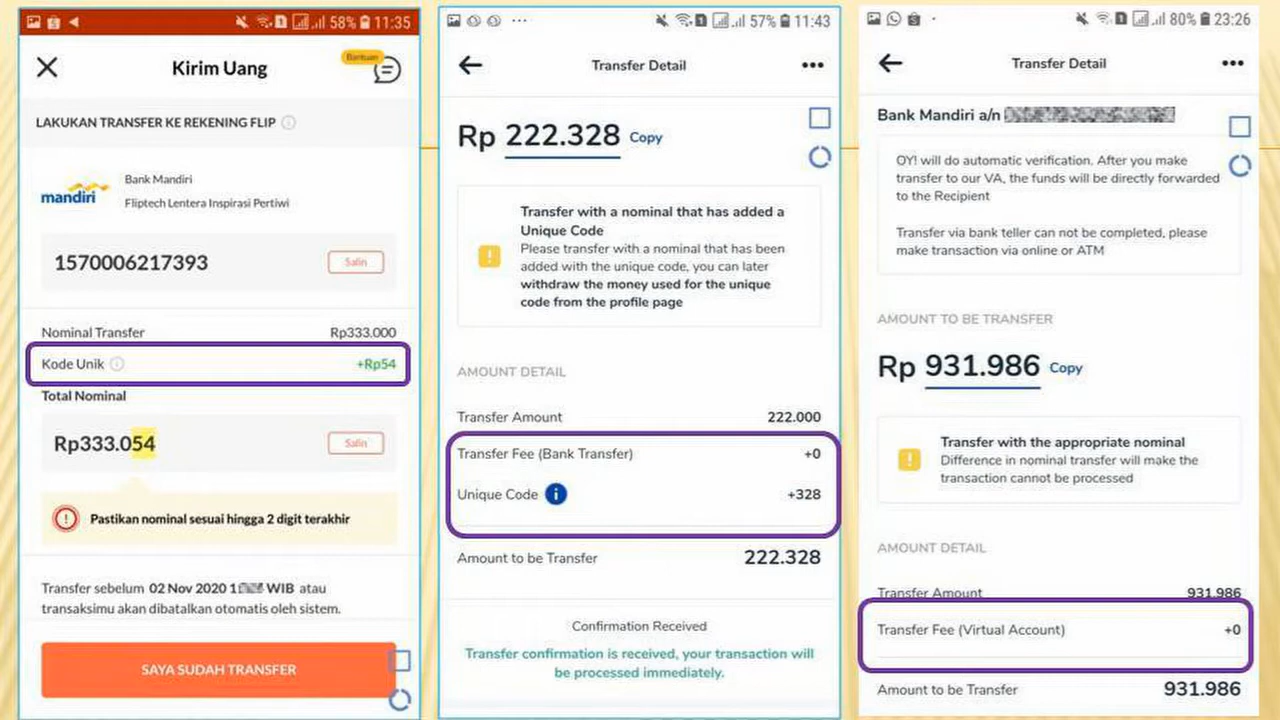 58% 11:35
Kirim Uang
Bantuan
LAKUKAN TRANSFER KE REKENING FLIP
mandiri
Bank Mandiri
Fliptech Lentera Inspirasi Pertiwi
1570006217393
Salin
Nominal Transfer Rp333.000
Kode Unik +Rp54
Total Nominal
Rp333.054
Salin
Pastikan nominal sesuai hingga 2 digit terakhir
Transfer sebelum 02 Nov 2020 1 WIB atau
transaksimu akan dibatalkan otomatis oleh sistem.
SAYA SUDAH TRANSFER
57% 11:43
Transfer Detail
Rp 222.328 Copy
Transfer with a nominal that has added a
Unique Code
Please transfer with a nominal that has been
added with the unique code, you can later
withdraw the money used for the unique
code from the profile page
AMOUNT DETAIL
Transfer Amount 222.000
Transfer Fee (Bank Transfer) +0
Unique Code +328
Amount to be Transfer 222.328
Confirmation Received
Transfer confirmation is received, your transaction will
be processed immediately.
80% 23:26
Transfer Detail
Bank Mandiri a/n
OY! will do automatic verification. After you make
transfer to our VA, the funds will be directly forwarded
to the Recipient
Transfer via bank teller can not be completed, please
make transaction via online or ATM
AMOUNT TO BE TRANSFER
Rp 931.986 Copy
Transfer with the appropriate nominal
Difference in nominal transfer will make the
transaction cannot be processed
AMOUNT DETAIL
Transfer Amount 931.986
Transfer Fee (Virtual Account) +0
Amount to be Transfer 931.986